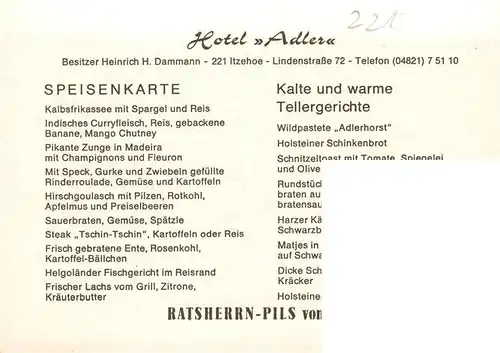 221
Hotel »Adler«
Besitzer Heinrich H. Dammann - 221 Itzehoe - Lindenstraße 72 - Telefon (04821) 7 51 10
SPEISENKARTE
Kalbsfrikassee mit Spargel und Reis
Indisches Curryfleisch, Reis, gebackene
Banane, Mango Chutney
Pikante Zunge in Madeira
mit Champignons und Fleuron
Mit Speck, Gurke und Zwiebeln gefüllte
Rinderroulade, Gemüse und Kartoffeln
Hirschgoulasch mit Pilzen, Rotkohl,
Apfelmus und Preiselbeeren
Sauerbraten, Gemüse, Spätzle
Steak „Tschin-Tschin", Kartoffeln oder Reis
Frisch gebratene Ente, Rosenkohl,
Kartoffel-Bällchen
Helgoländer Fischgericht im Reisrand
Frischer Lachs vom Grill, Zitrone,
Kräuterbutter
Kalte und warme
Tellergerichte
Wildpastete „Adlerhorst"
Holsteiner Schinkenbrot
Schnitzeltoast mit Tomate, Spiegelei
und Olive
Rundstüc
braten au
bratensau
Harzer Kä
Schwarzb
Matjes in
auf Schwa
Dicke Sch
Kräcker
Holsteine
RATSHERRN-PILS von